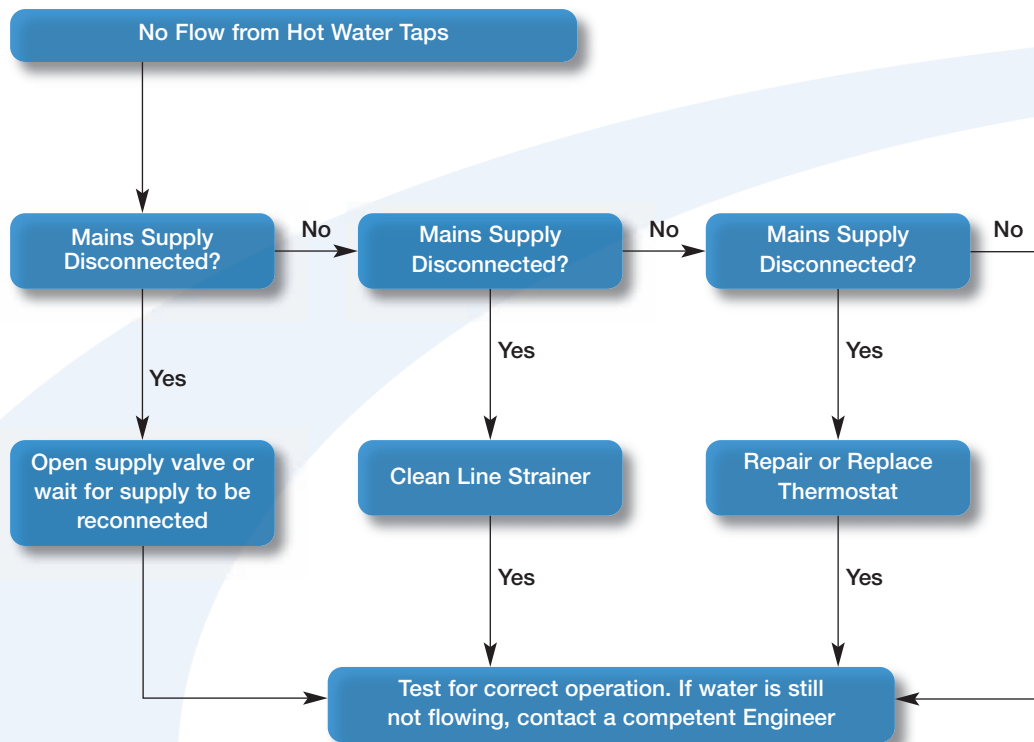 No Flow from Hot Water Taps
Mains Supply
Disconnected?
No
Mains Supply
Disconnected?
No
Mains Supply
Disconnected?
No
Yes
Yes
Yes
Open supply valve or
wait for supply to be
reconnected
Clean Line Strainer
Repair or Replace
Thermostat
Yes
Yes
Test for correct operation. If water is still
not flowing, contact a competent Engineer